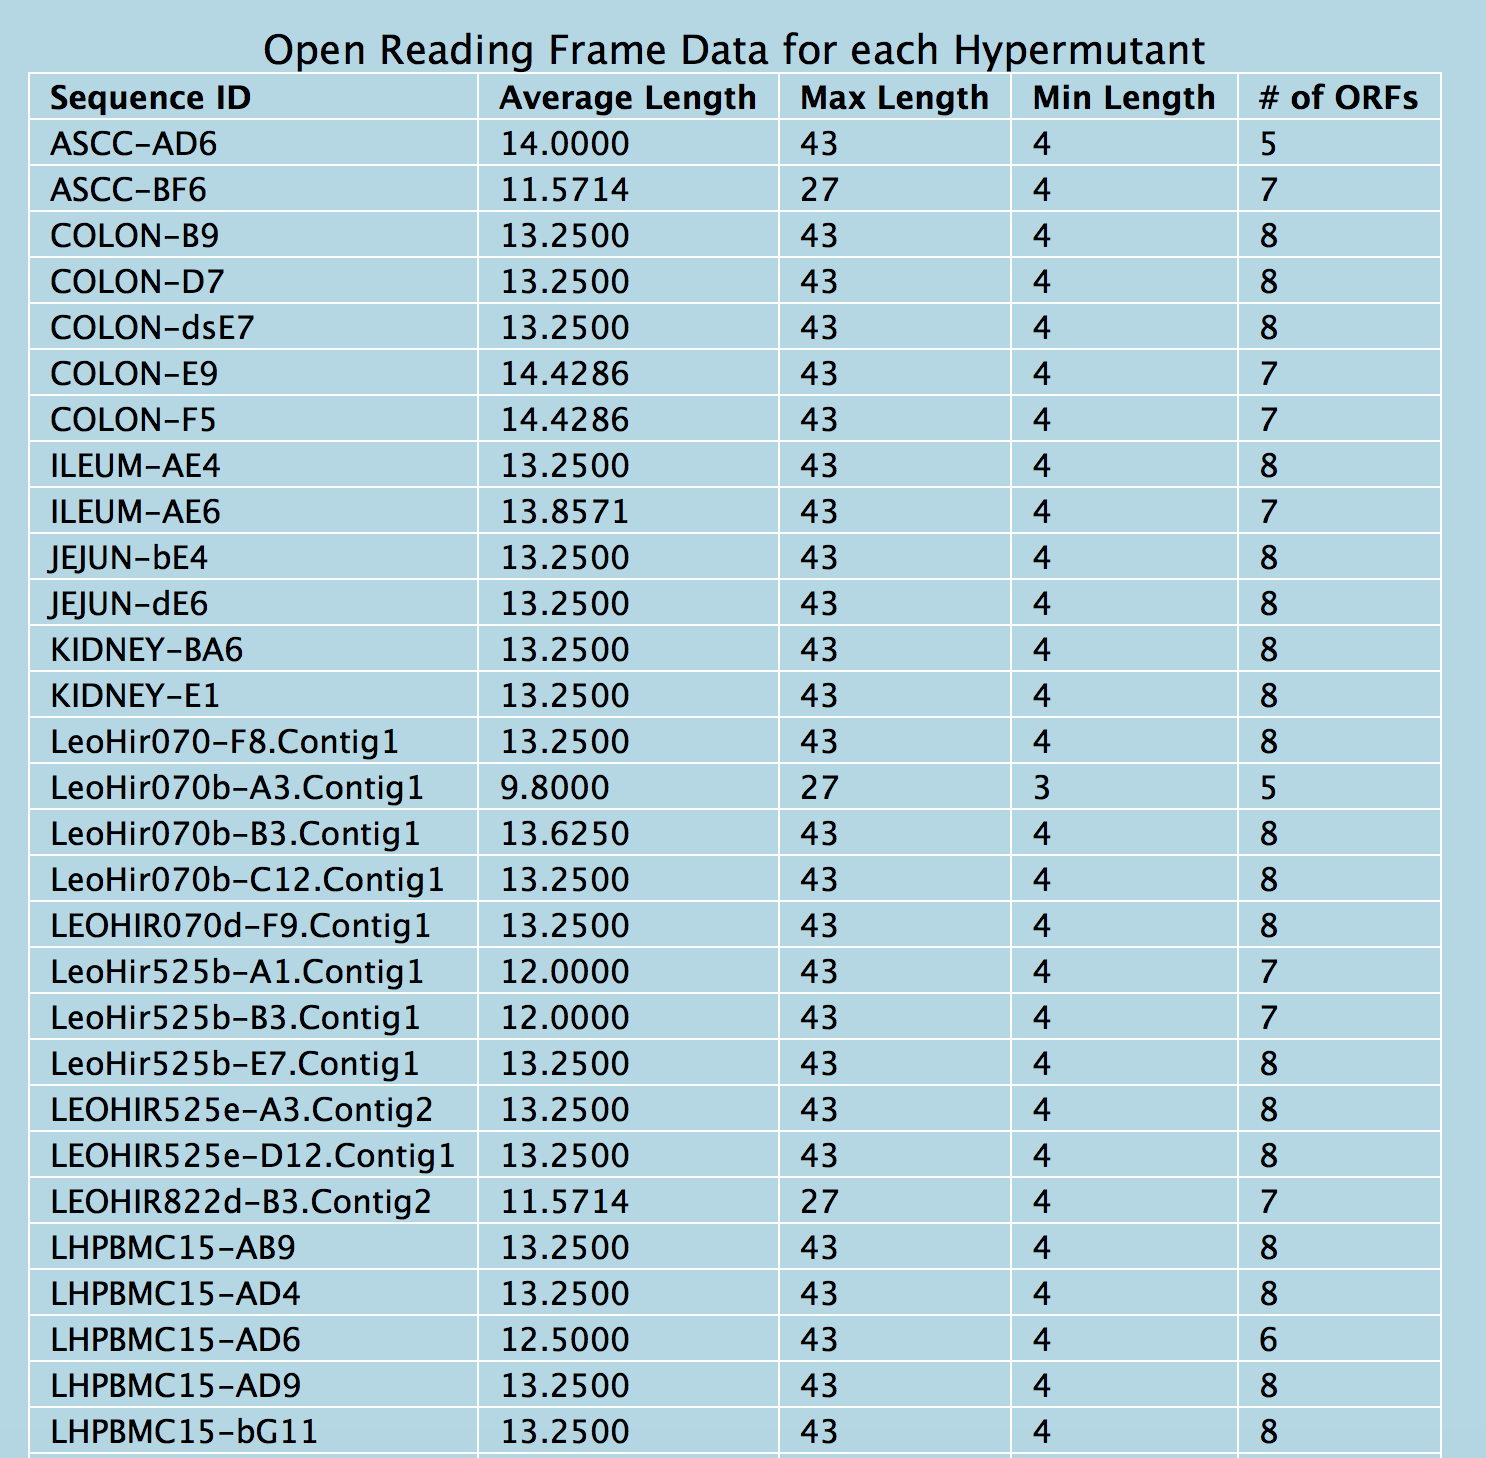 Open Reading Frame Data for each Hypermutant
Sequence ID Average Length Max Length Min Length # of ORFs
ASCC-AD6 14.0000 43 4 5
ASCC-BF6 11.5714 27 4 7
COLON-B9 13.2500 43 4 8
COLON-D7 13.2500 43 4 8
COLON-dsE7 13.2500 43 4 8
COLON-E9 14.4286 43 4 7
COLON-F5 14.4286 43 4 7
ILEUM-AE4 13.2500 43 4 8
ILEUM-AE6 13.8571 43 4 7
JEJUN-bE4 13.2500 43 4 8
JEJUN-dE6 13.2500 43 4 8
KIDNEY-BA6 13.2500 43 4 8
KIDNEY-E1 13.2500 43 4 8
LeoHir070-F8.Contig1 13.2500 43 4 8
LeoHir070b-A3.Contig1 9.8000 27 3 5
LeoHir070b-B3.Contig1 13.6250 43 4 8
LeoHir070b-C12.Contig1 13.2500 43 4 8
LEOHIR070d-F9.Contig1 13.2500 43 4 8
LeoHir525b-A1.Contig1 12.0000 43 4 7
LeoHir525b-B3.Contig1 12.0000 43 4 7
LeoHir525b-E7.Contig1 13.2500 43 4 8
LEOHIR525e-A3.Contig2 13.2500 43 4 8
LEOHIR525e-D12.Contig1 13.2500 43 4 8
LEOHIR822d-B3.Contig2 11.5714 27 4 7
LHPBMC15-AB9 13.2500 43 4 8
LHPBMC15-AD4 13.2500 43 4 8
LHPBMC15-AD6 12.5000 43 4 6
LHPBMC15-AD9 13.2500 43 4 8
LHPBMC15-bG11 13.2500 43 4 8